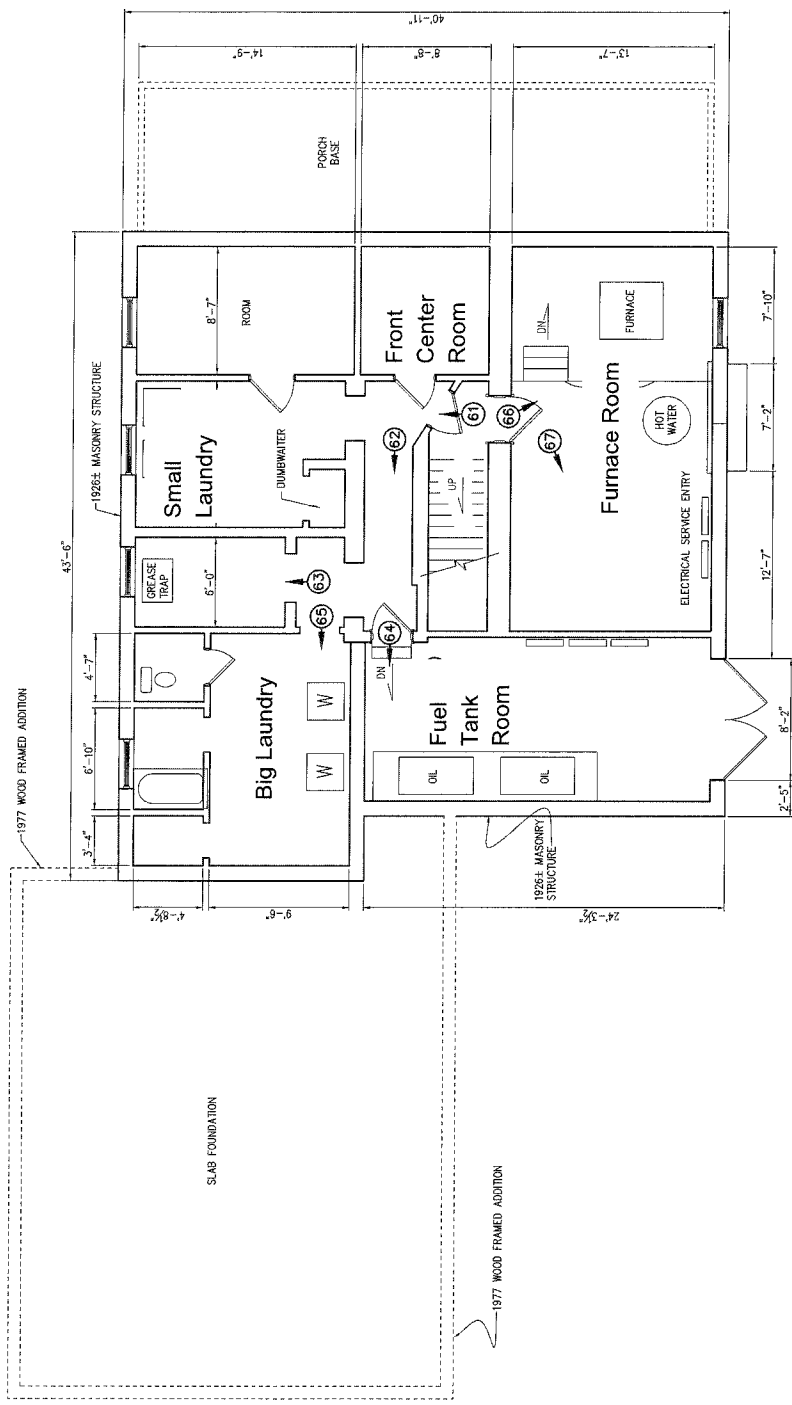 1977 WOOD FRAMED ADDITION
43'-6"
1926± MASONRY STRUCTURE
40'-11"
14'-9"
8'-8"
13'-7"
PORCH
BASE
3'-4"
6'-10"
4'-7"
GREASE
TRAP
6'-0"
Small
Laundry
DUMBWAITER
8'-7"
ROOM
Front
Center
Room
Big Laundry
W
W
65
63
62
61
64
66
67
UP
DN
DN
FURNACE
HOT
WATER
Furnace Room
ELECTRICAL SERVICE ENTRY
Fuel
Tank
Room
OIL
OIL
4'-8½"
9'-6"
24'-3½"
1926± MASONRY
STRUCTURE
2'-5"
8'-2"
12'-7"
7'-2"
7'-10"
SLAB FOUNDATION
1977 WOOD FRAMED ADDITION